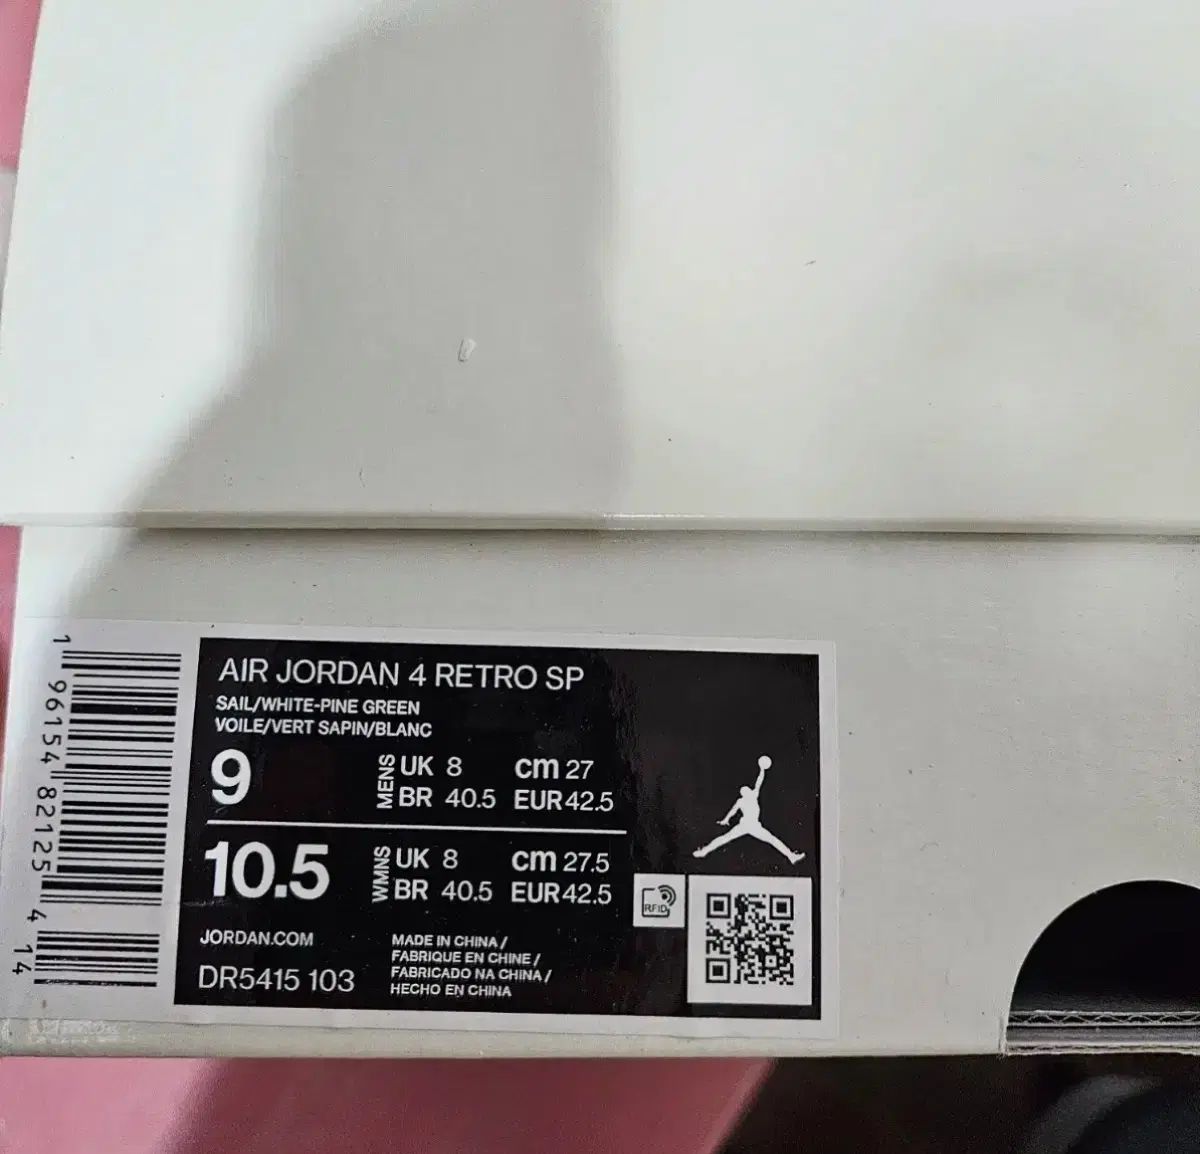 AIR JORDAN 4 RETRO SP
SAIL/WHITE-PINE GREEN
VOILE/VERT SAPIN/BLANC
9
MENS
UK 8 cm 27
BR 40.5 EUR 42.5
10.5
WMNS
UK 8 cm 27.5
BR 40.5 EUR 42.5
RFID
JORDAN.COM
DR5415 103
MADE IN CHINA /
FABRIQUE EN CHINE /
FABRICADO NA CHINA /
HECHO EN CHINA
1 96154 82125 4 14